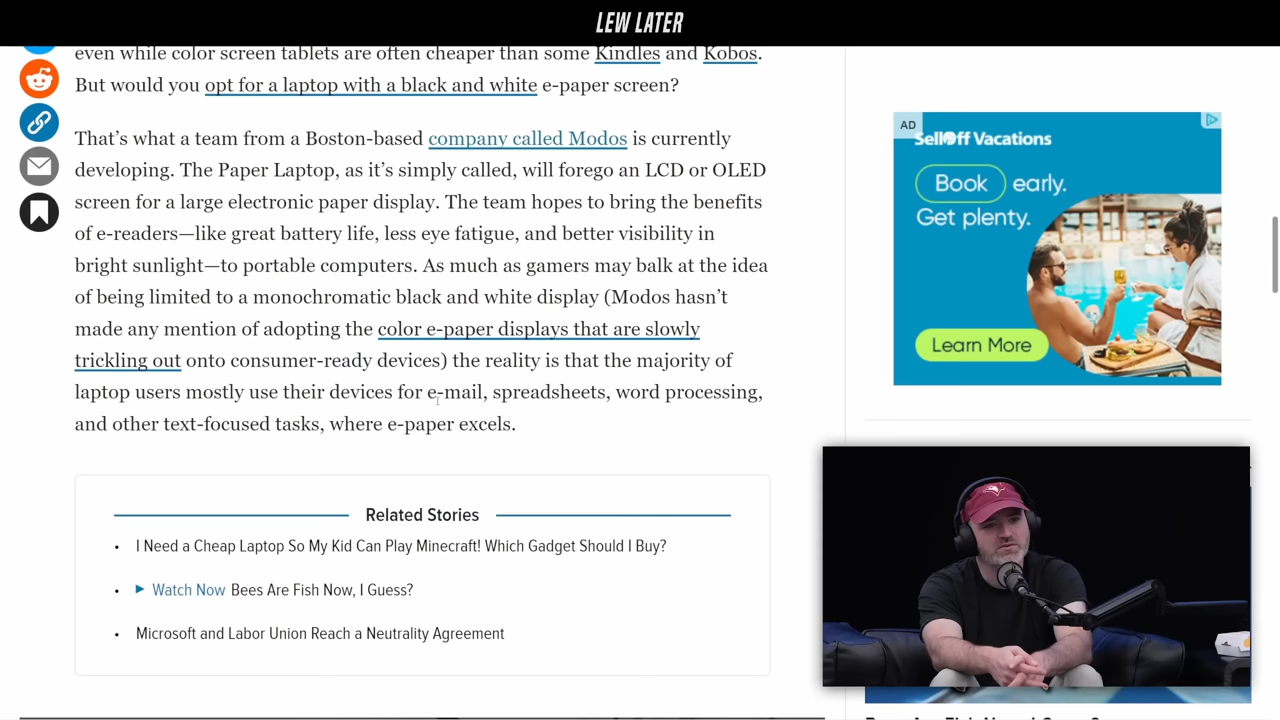 LEW LATER
even while color screen tablets are often cheaper than some Kindles and Kobos.
But would you opt for a laptop with a black and white e-paper screen?
That’s what a team from a Boston-based company called Modos is currently
developing. The Paper Laptop, as it’s simply called, will forego an LCD or OLED
screen for a large electronic paper display. The team hopes to bring the benefits
of e-readers—like great battery life, less eye fatigue, and better visibility in
bright sunlight—to portable computers. As much as gamers may balk at the idea
of being limited to a monochromatic black and white display (Modos hasn’t
made any mention of adopting the color e-paper displays that are slowly
trickling out onto consumer-ready devices) the reality is that the majority of
laptop users mostly use their devices for e-mail, spreadsheets, word processing,
and other text-focused tasks, where e-paper excels.
Related Stories
• I Need a Cheap Laptop So My Kid Can Play Minecraft! Which Gadget Should I Buy?
• Watch Now Bees Are Fish Now, I Guess?
• Microsoft and Labor Union Reach a Neutrality Agreement
AD
SellOff Vacations
Book early.
Get plenty.
Learn More